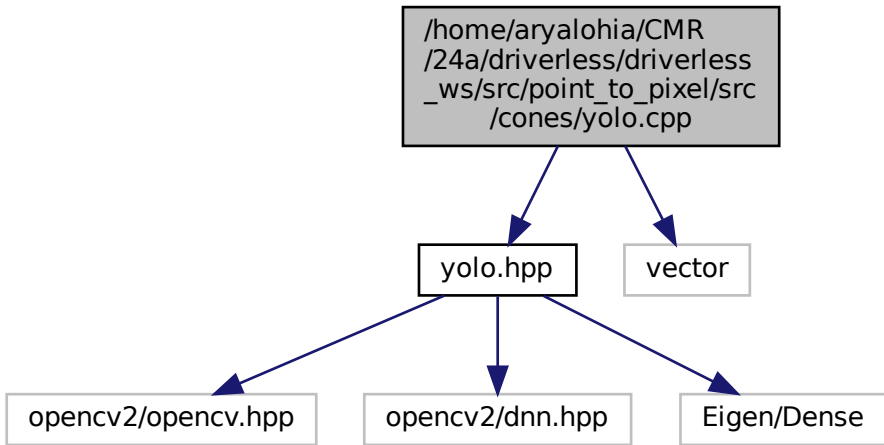 /home/aryalohia/CMR
/24a/driverless/driverless
_ws/src/point_to_pixel/src
/cones/yolo.cpp
yolo.hpp
vector
opencv2/opencv.hpp
opencv2/dnn.hpp
Eigen/Dense